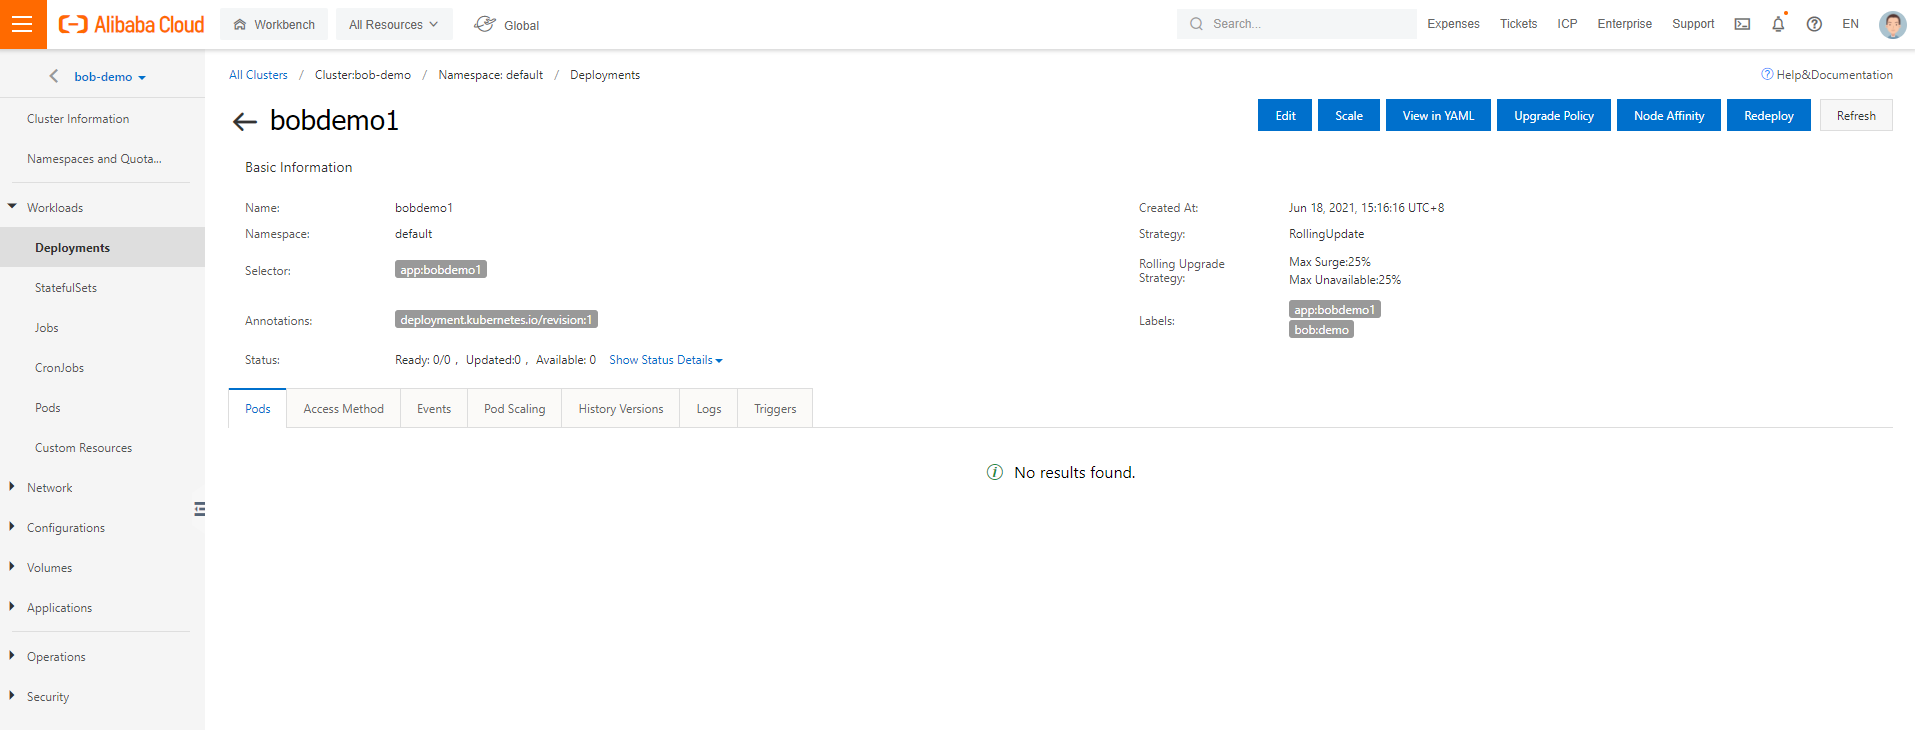 Alibaba Cloud Workbench All Resources Global Search... Expenses Tickets ICP Enterprise Support EN
bob-demo
Cluster Information
Namespaces and Quota...
Workloads
Deployments
StatefulSets
Jobs
CronJobs
Pods
Custom Resources
Network
Configurations
Volumes
Applications
Operations
Security
All Clusters / Cluster:bob-demo / Namespace: default / Deployments Help&Documentation
bobdemo1 Edit Scale View in YAML Upgrade Policy Node Affinity Redeploy Refresh
Basic Information
Name: bobdemo1 Created At: Jun 18, 2021, 15:16:16 UTC+8
Namespace: default Strategy: RollingUpdate
Selector: app:bobdemo1
Rolling Upgrade Strategy: Max Surge:25%
Max Unavailable:25%
Annotations: deployment.kubernetes.io/revision:1
Labels: app:bobdemo1
bob:demo
Status: Ready: 0/0 , Updated:0 , Available: 0 Show Status Details
Pods Access Method Events Pod Scaling History Versions Logs Triggers
No results found.